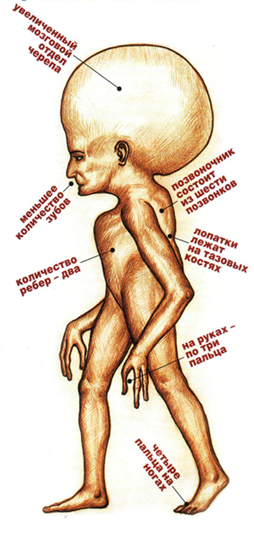 увеличенный
мозговой
отдел
черепа
меньшее
количество
зубов
позвоночник
состоит
из шести
позвонков
лопатки
лежат
на тазовых
костях
количество
ребер – два
на руках –
по три
пальца
четыре
пальца на
ногах